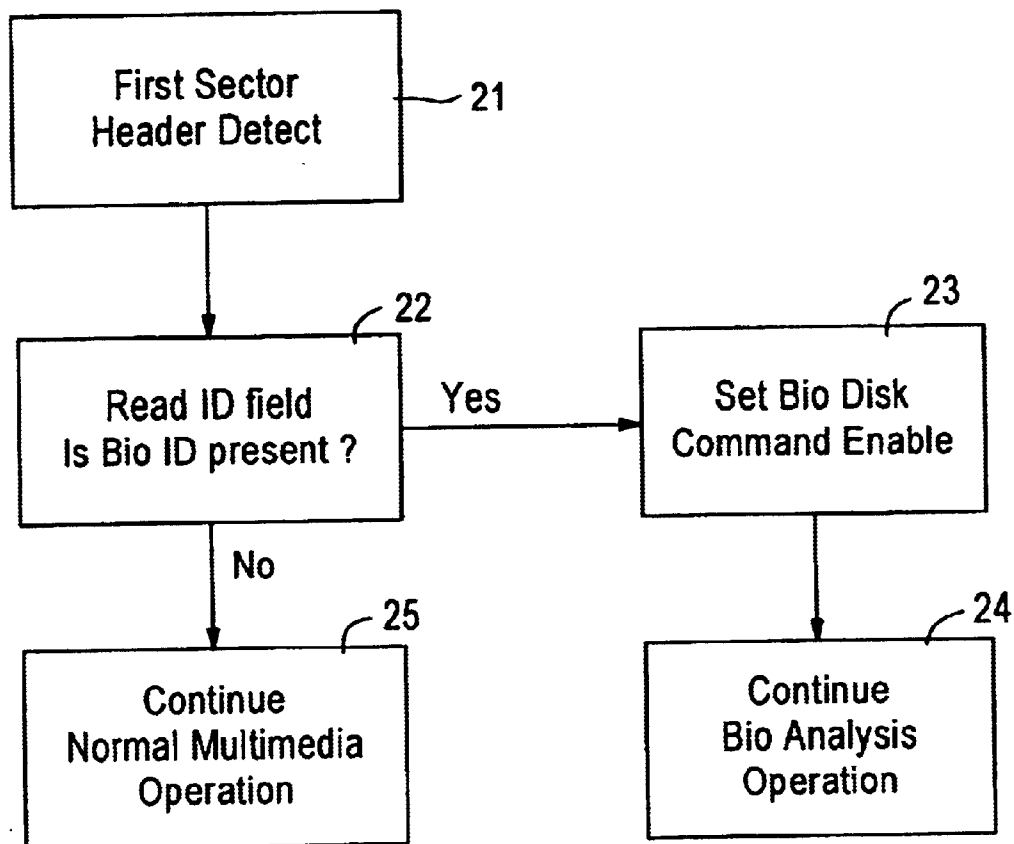 First Sector
Header Detect
21
22
Read ID field
Is Bio ID present ?
Yes
23
Set Bio Disk
Command Enable
No
25
Continue
Normal Multimedia
Operation
24
Continue
Bio Analysis
Operation